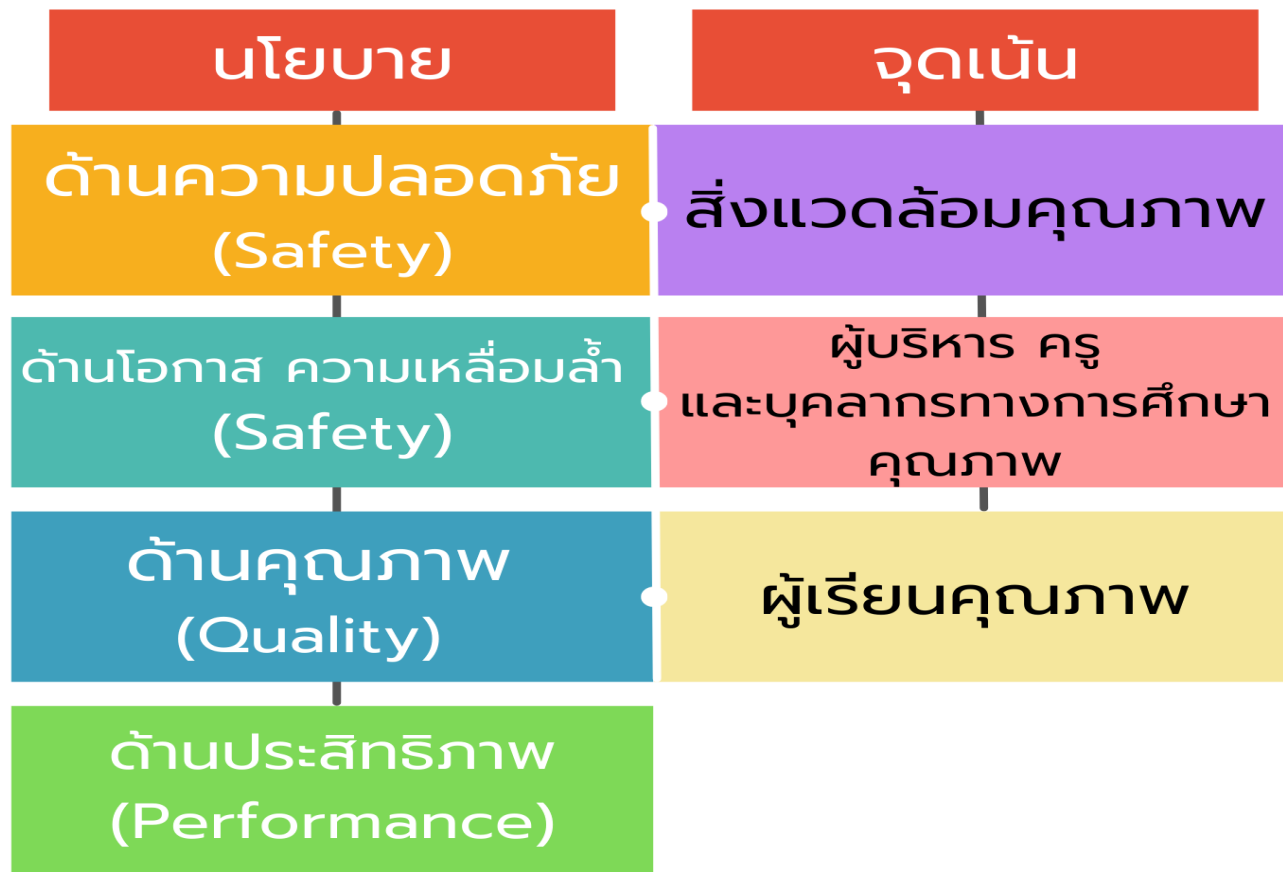 นโยบาย
จุดเน้น
ด้านความปลอดภัย
(Safety)
สิ่งแวดล้อมคุณภาพ
ด้านโอกาส ความเหลื่อมล้ำ
(Safety)
ผู้บริหาร ครู
และบุคลากรทางการศึกษา
คุณภาพ
ด้านคุณภาพ
(Quality)
ผู้เรียนคุณภาพ
ด้านประสิทธิภาพ
(Performance)